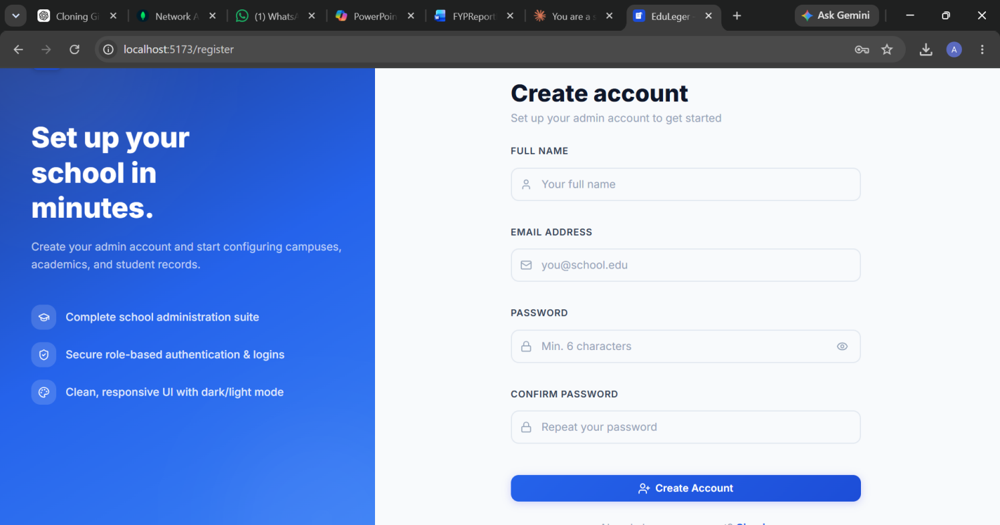 Cloning Gi
Network A
(1) Whats
PowerPoin
FYPReport
You are a s
EduLeger -
Ask Gemini
localhost:5173/register
A
Set up your
school in
minutes.
Create your admin account and start configuring campuses,
academics, and student records.
Complete school administration suite
Secure role-based authentication & logins
Clean, responsive UI with dark/light mode
Create account
Set up your admin account to get started
FULL NAME
Your full name
EMAIL ADDRESS
you@school.edu
PASSWORD
Min. 6 characters
CONFIRM PASSWORD
Repeat your password
Create Account